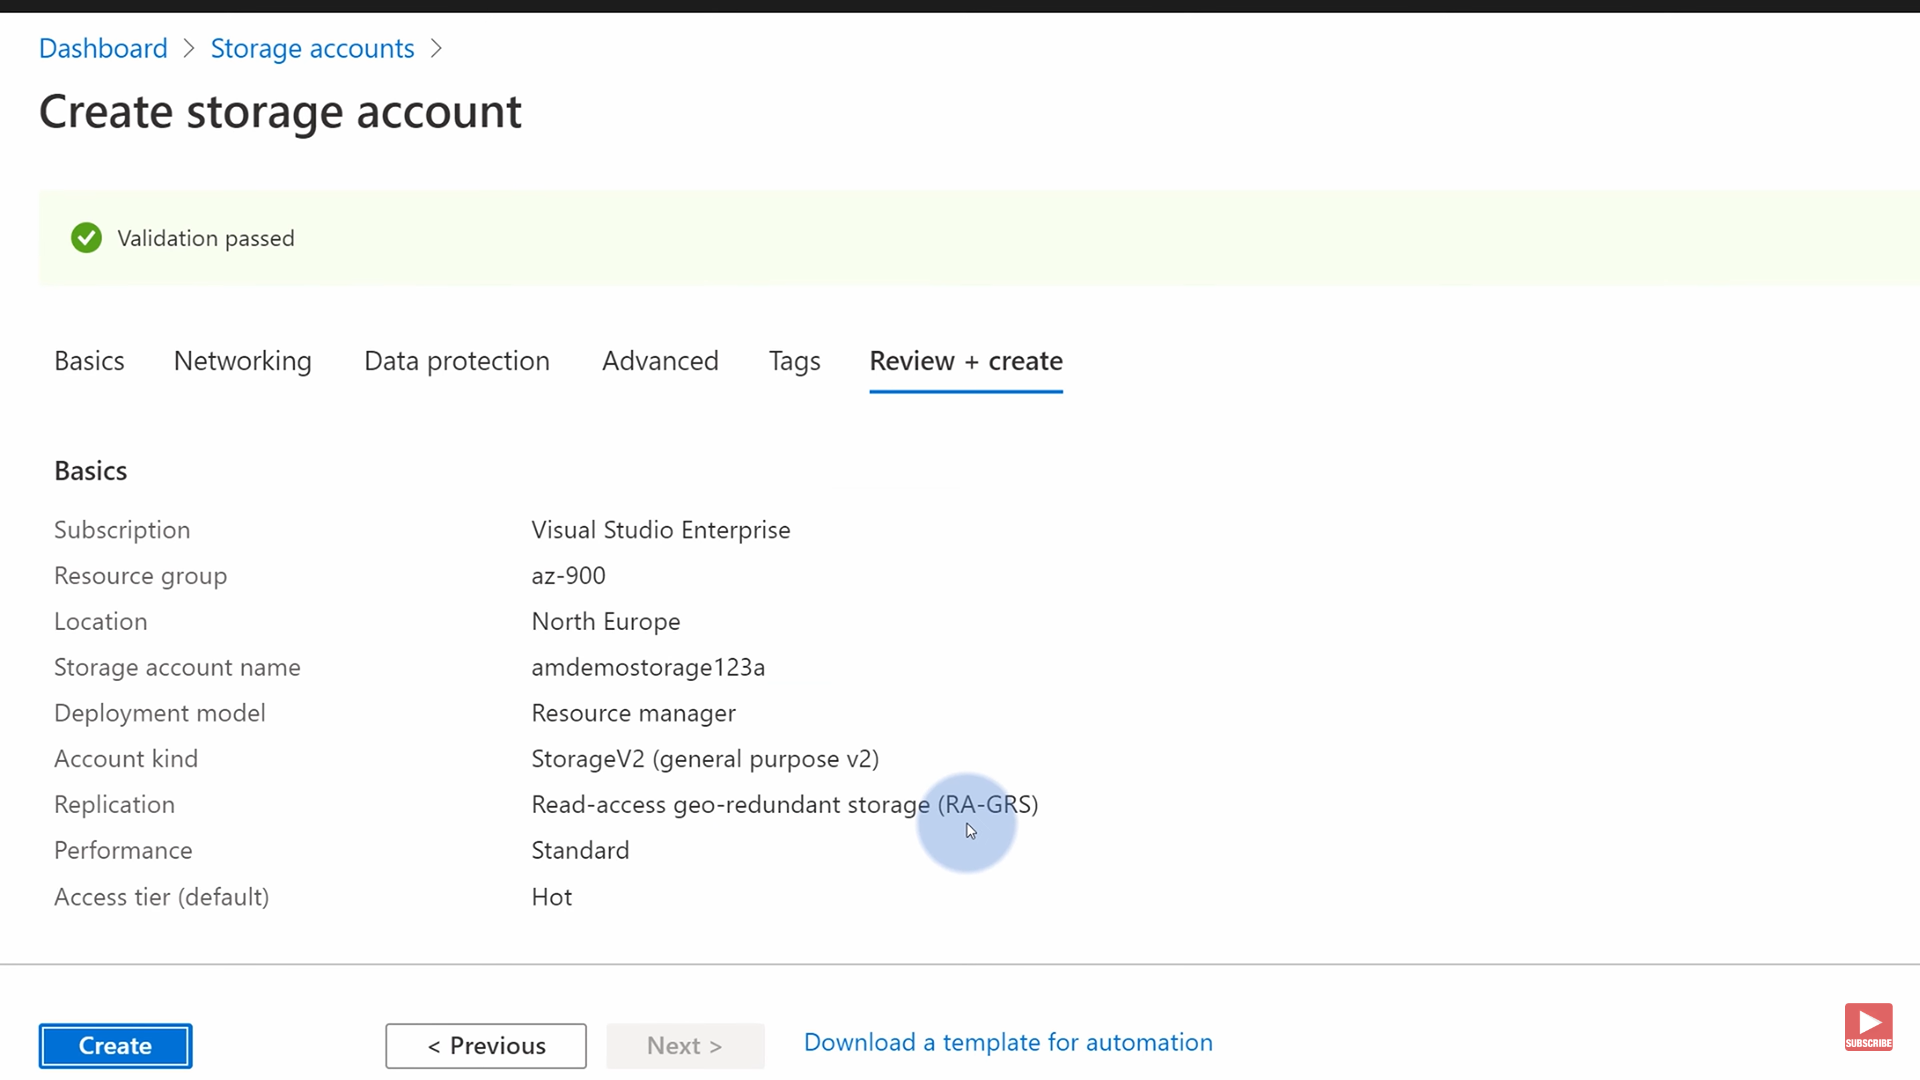 Dashboard > Storage accounts >
Create storage account
Validation passed
Basics Networking Data protection Advanced Tags Review + create
Basics
Subscription Visual Studio Enterprise
Resource group az-900
Location North Europe
Storage account name amdemostorage123a
Deployment model Resource manager
Account kind StorageV2 (general purpose v2)
Replication Read-access geo-redundant storage (RA-GRS)
Performance Standard
Access tier (default) Hot
Create < Previous Next > Download a template for automation
SUBSCRIBE